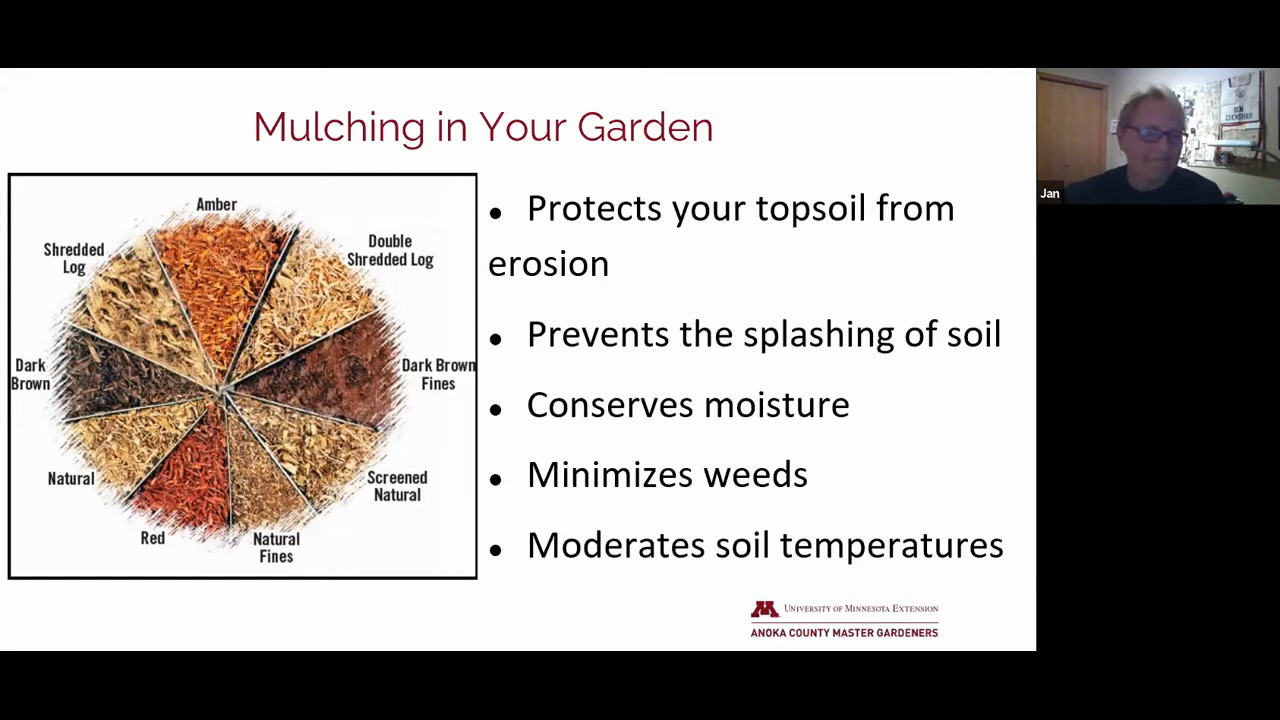 Mulching in Your Garden
Amber
Shredded
Log
Double
Shredded Log
Dark
Brown
Dark Brown
Fines
Natural
Screened
Natural
Red
Natural
Fines
● Protects your topsoil from
erosion
● Prevents the splashing of soil
● Conserves moisture
● Minimizes weeds
● Moderates soil temperatures
M
UNIVERSITY OF MINNESOTA EXTENSION
ANOKA COUNTY MASTER GARDENERS
BEN
CREASHAR
Jan